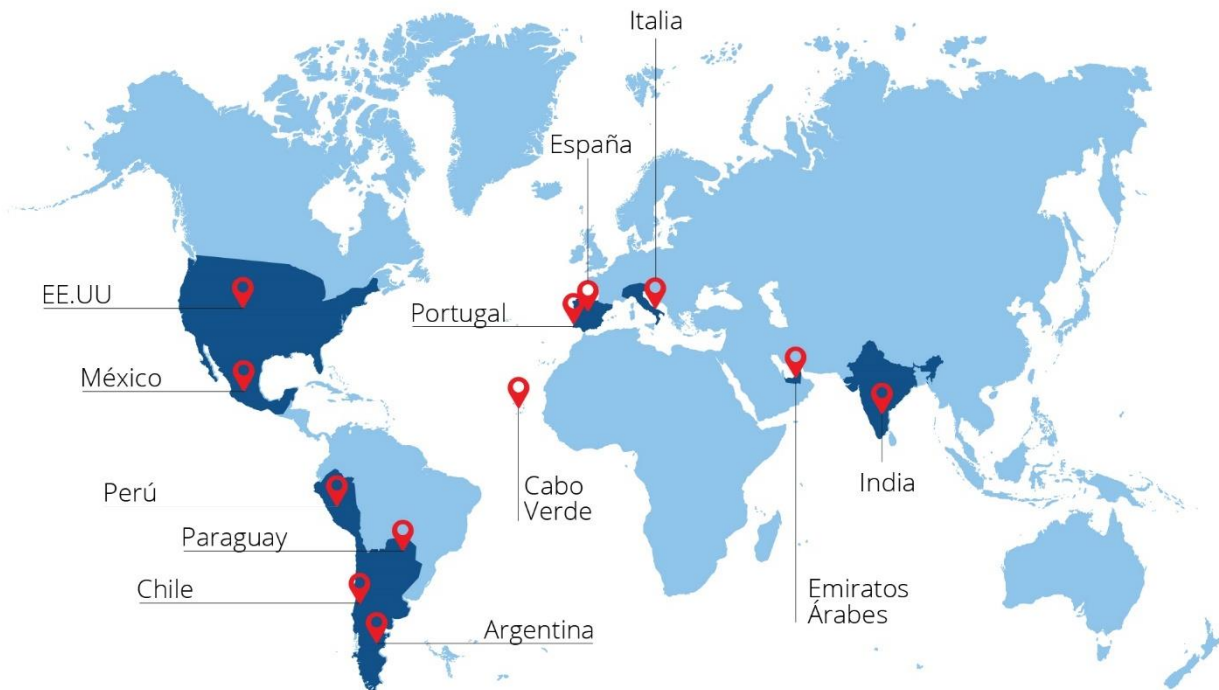 Italia
España
EE.UU
Portugal
México
Cabo
Verde
India
Perú
Paraguay
Chile
Emiratos
Árabes
Argentina